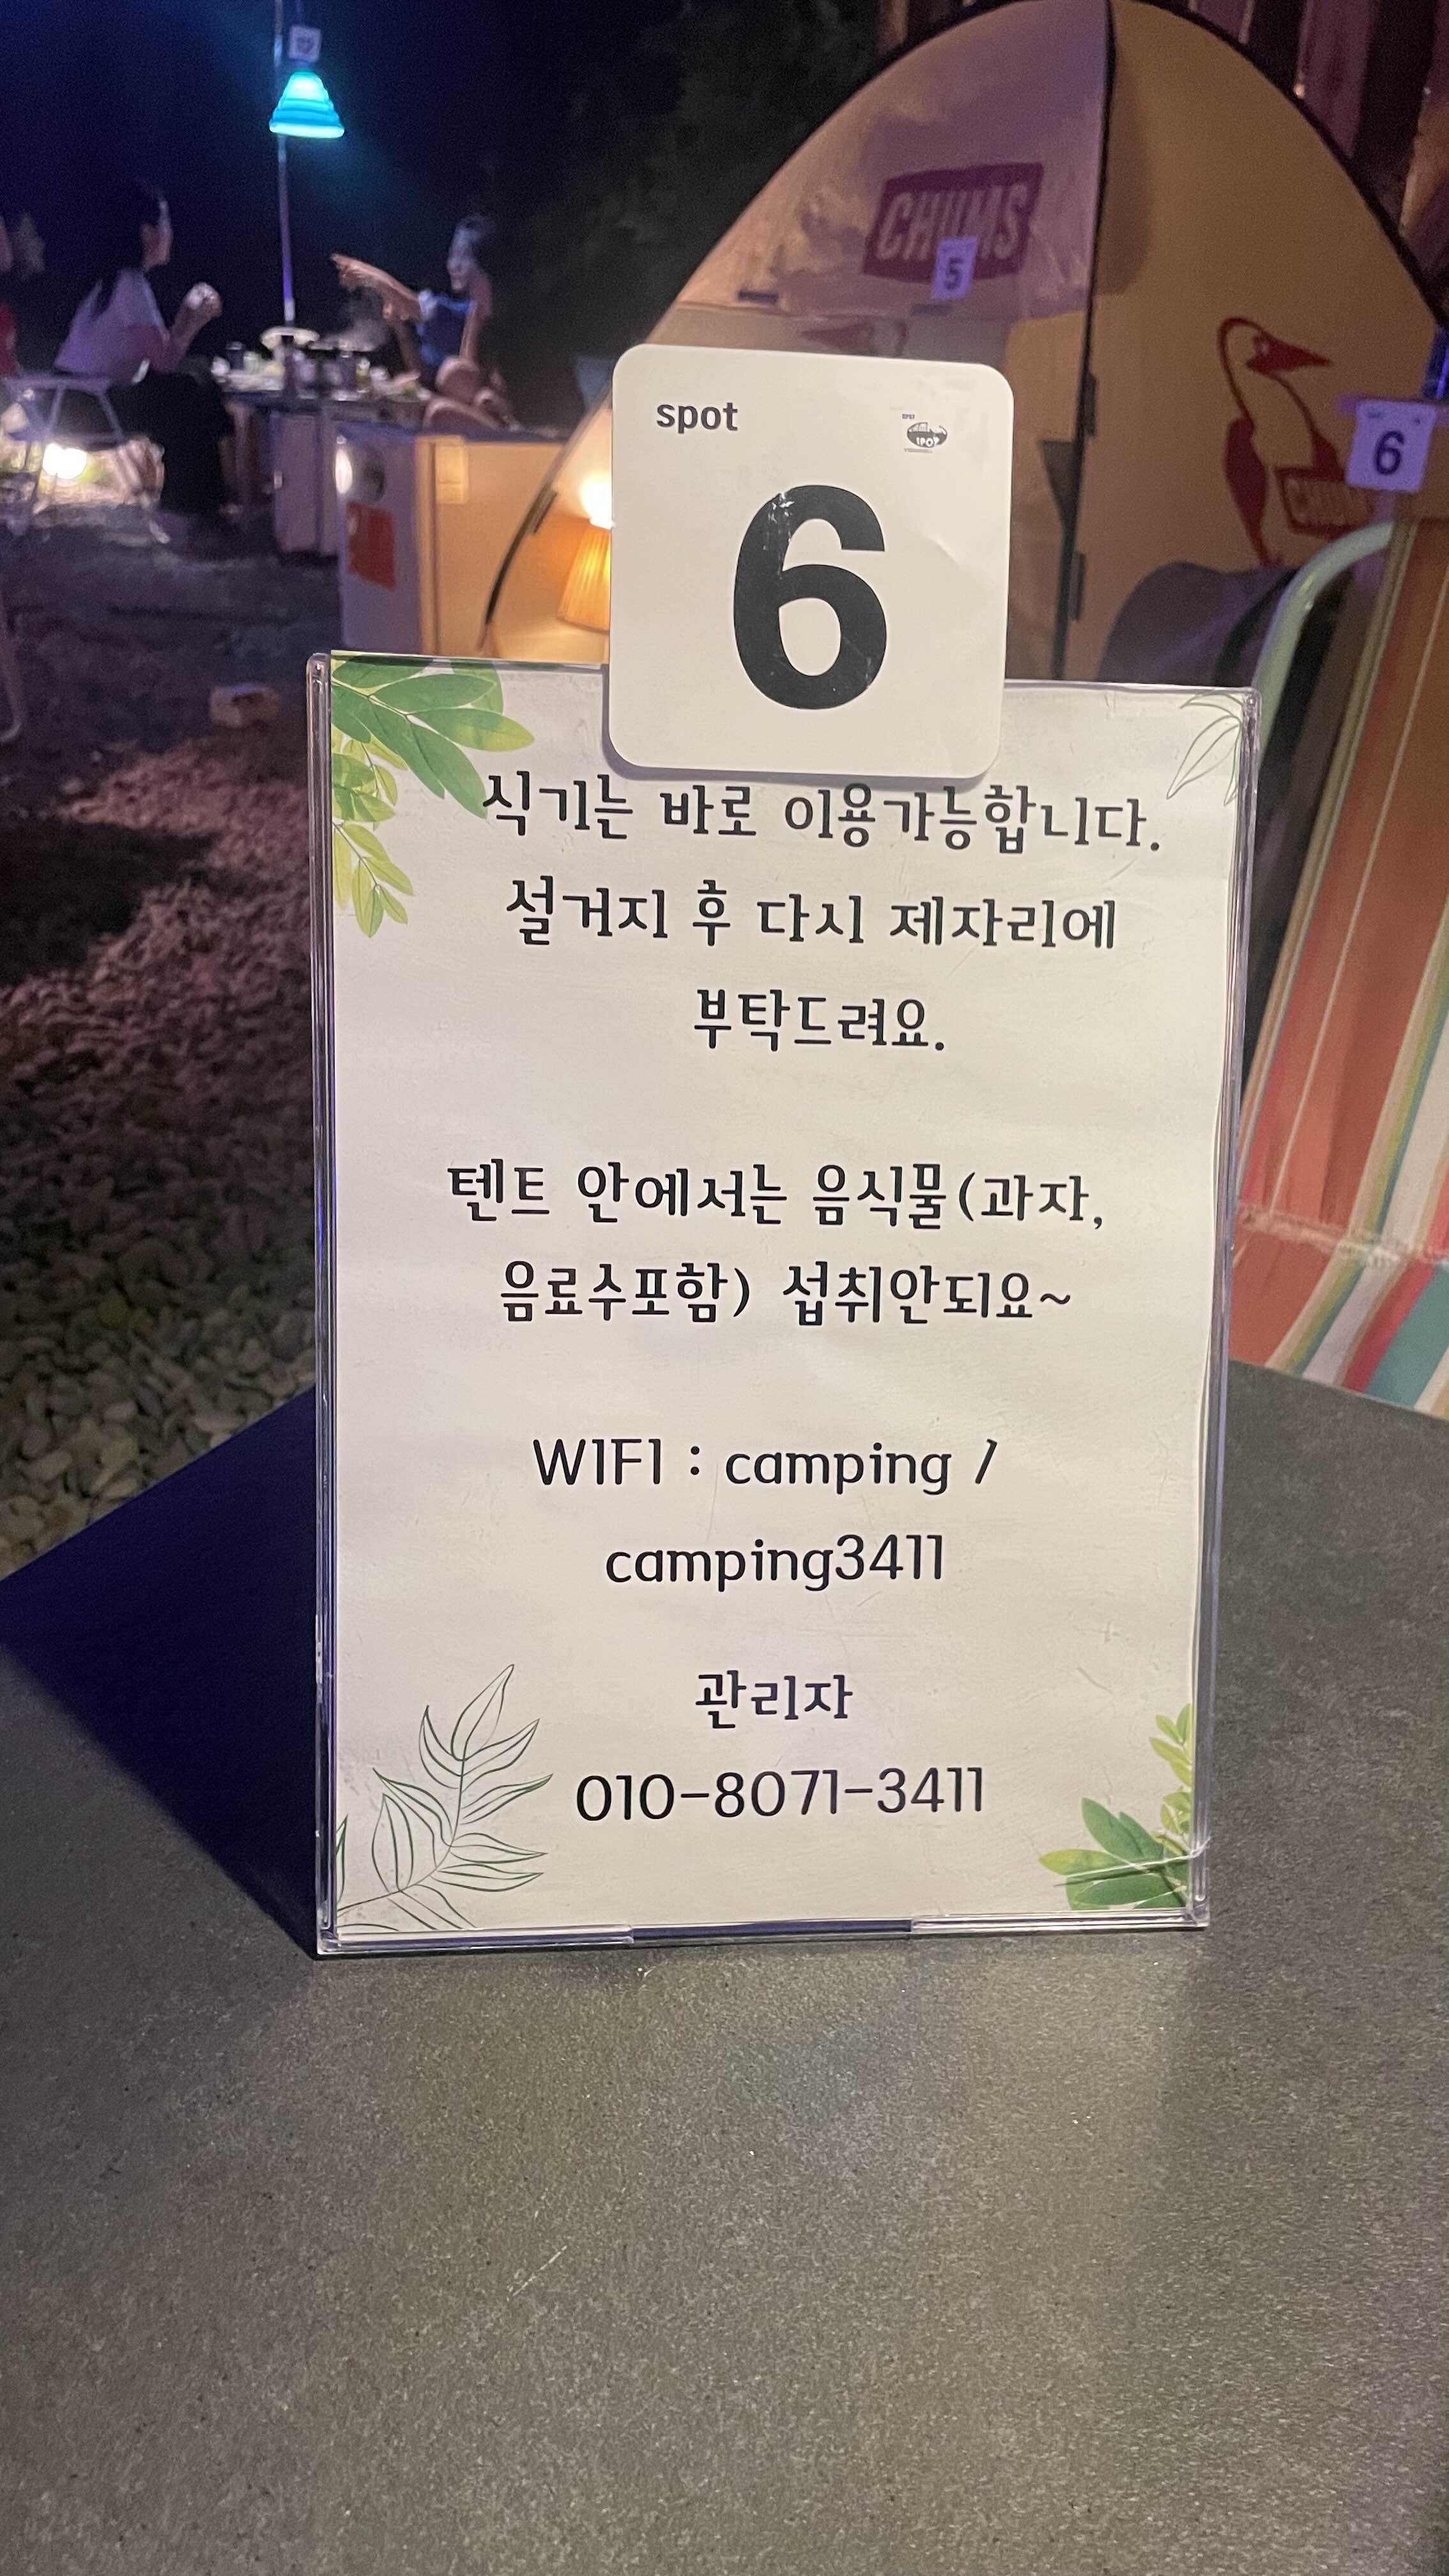 CHUMS
5
spot
6
6
CHUMS
식기는 바로 이용가능합니다.
설거지 후 다시 제자리에
부탁드려요.
텐트 안에서는 음식물(과자,
음료수포함) 섭취안되요~
WIFI : camping /
camping3411
관리자
010-8071-3411